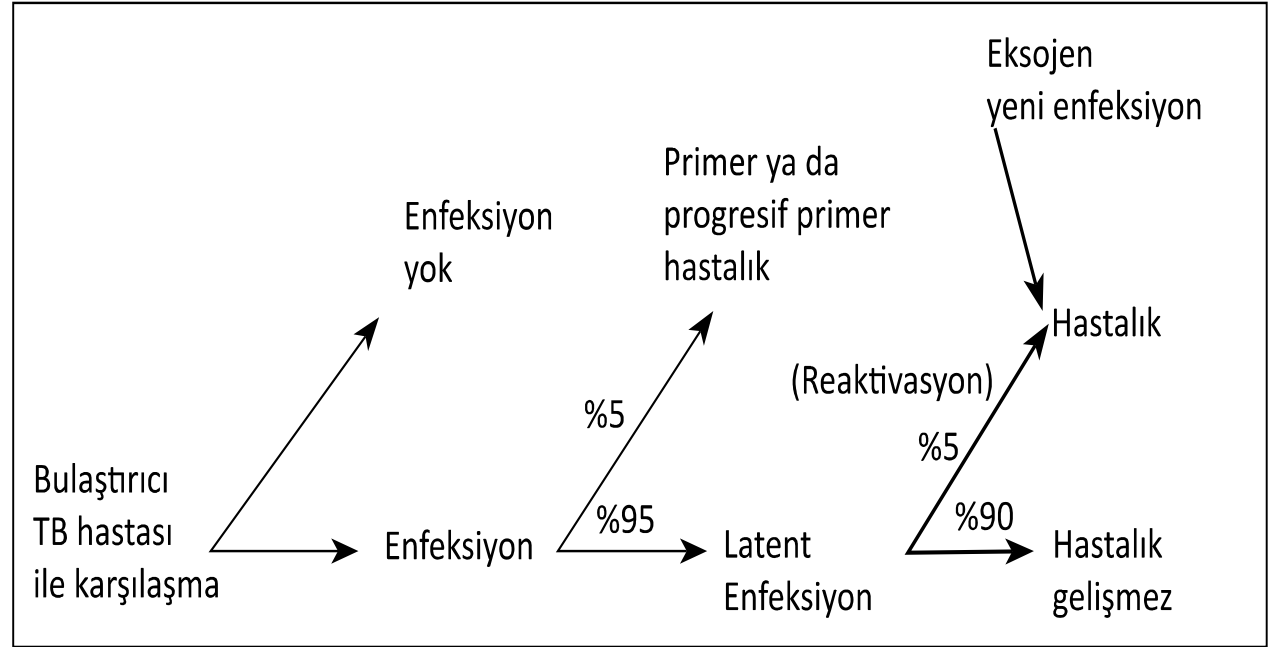 Bulaştırıcı
TB hastası
ile karşılaşma
Enfeksiyon
yok
Enfeksiyon
%5
%95
Primer ya da
progresif primer
hastalık
Latent
Enfeksiyon
(Reaktivasyon)
%5
%90
Eksojen
yeni enfeksiyon
Hastalık
Hastalık
gelişmez